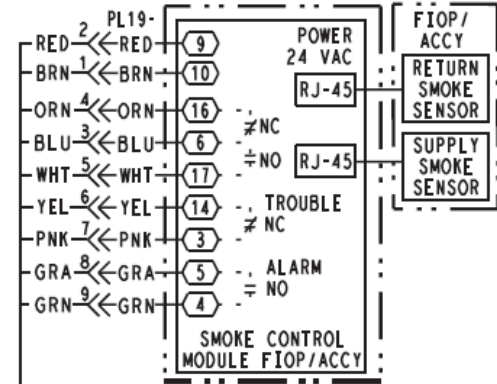 PL19-
RED 2 RED 9
BRN 1 BRN 10
ORN 4 ORN 16
BLU 3 BLU 6
WHT 5 WHT 17
YEL 6 YEL 14
PNK 7 PNK 3
GRA 8 GRA 5
GRN 9 GRN 4
POWER
24 VAC
RJ-45
NC
NO
RJ-45
TROUBLE
NC
ALARM
NO
SMOKE CONTROL
MODULE FIOP/ACCY
FIOP/
ACCY
RETURN
SMOKE
SENSOR
SUPPLY
SMOKE
SENSOR